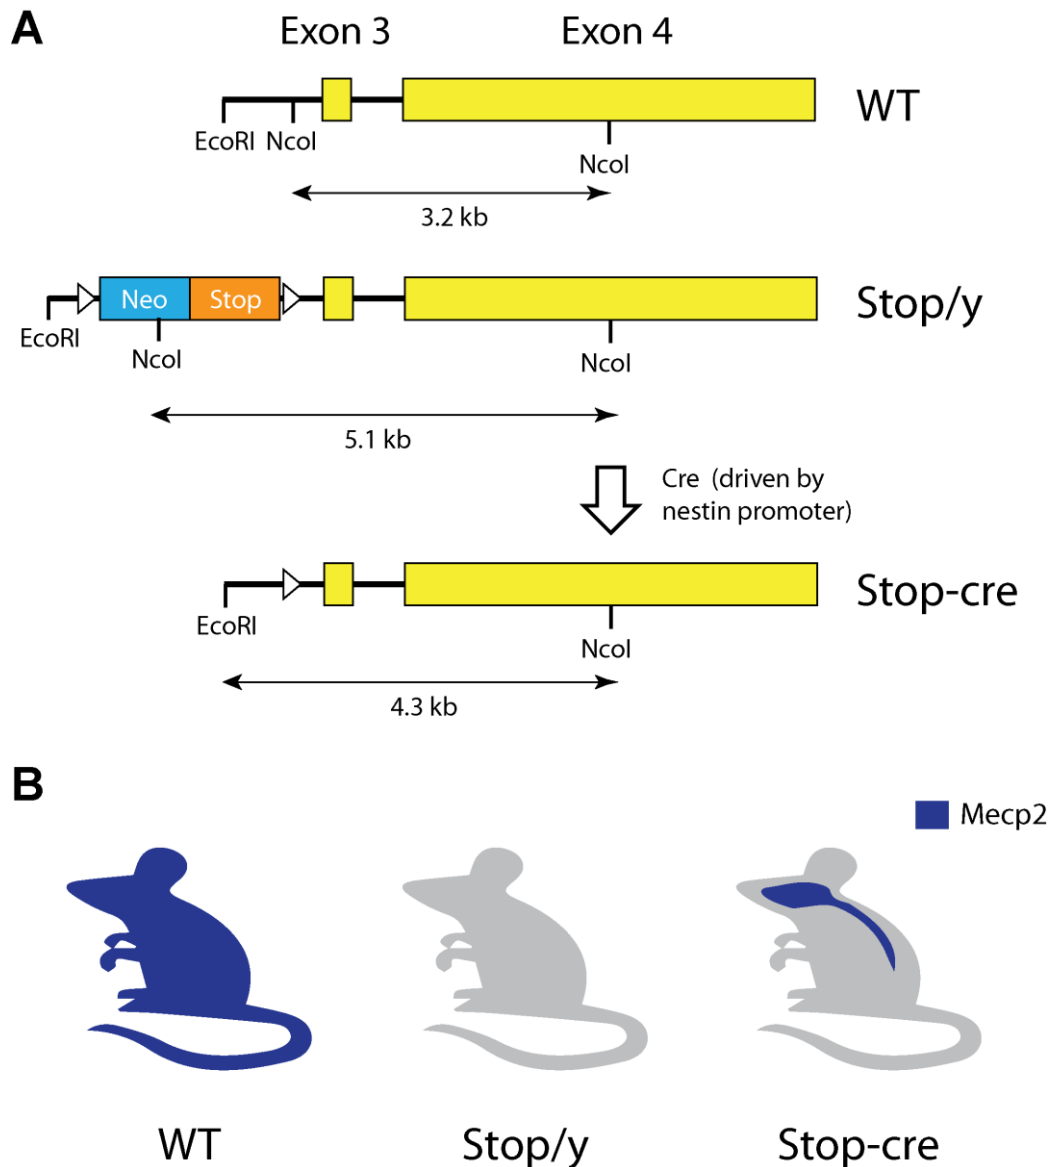 A
Exon 3 Exon 4
WT
EcoRI NcoI
NcoI
3.2 kb
Neo Stop
Stop/y
EcoRI
NcoI
NcoI
5.1 kb
Cre (driven by
nestin promoter)
Stop-cre
EcoRI
NcoI
4.3 kb
B
Mecp2
WT Stop/y Stop-cre